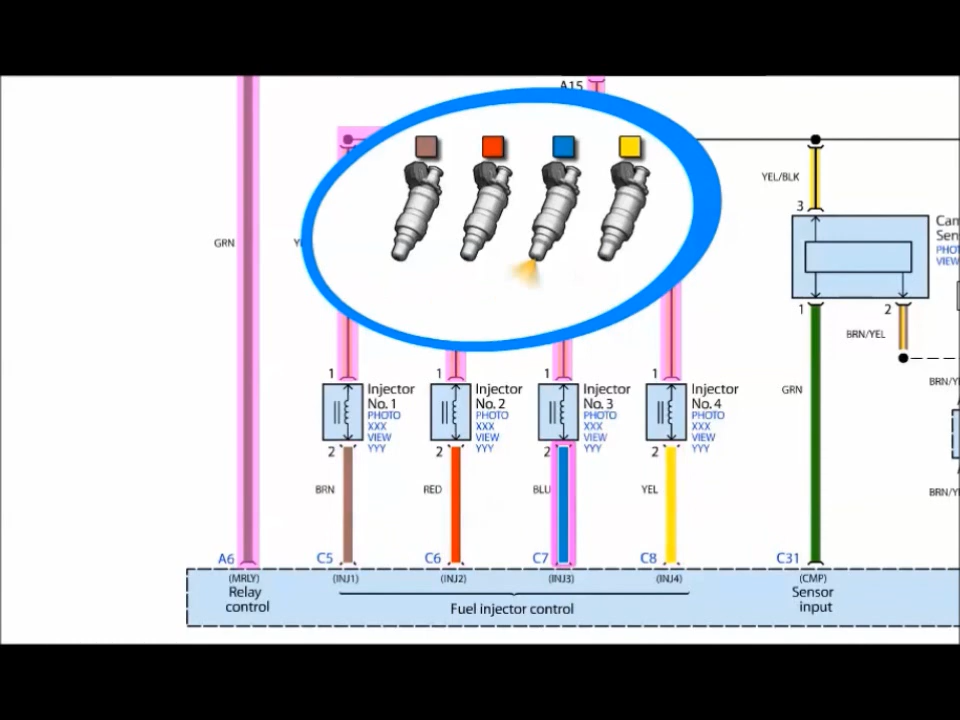 A15
YEL/BLK
3
GRN
1
2
BRN/YEL
GRN
1
Injector
No. 1
PHOTO
XXX
VIEW
YYY
2
BRN
1
Injector
No. 2
PHOTO
XXX
VIEW
YYY
2
RED
1
Injector
No. 3
PHOTO
XXX
VIEW
YYY
2
BLU
1
Injector
No. 4
PHOTO
XXX
VIEW
YYY
2
YEL
A6
C5
C6
C7
C8
C31
(MRLY)
(INJ1)
(INJ2)
(INJ3)
(INJ4)
(CMP)
Relay
control
Fuel injector control
Sensor
input